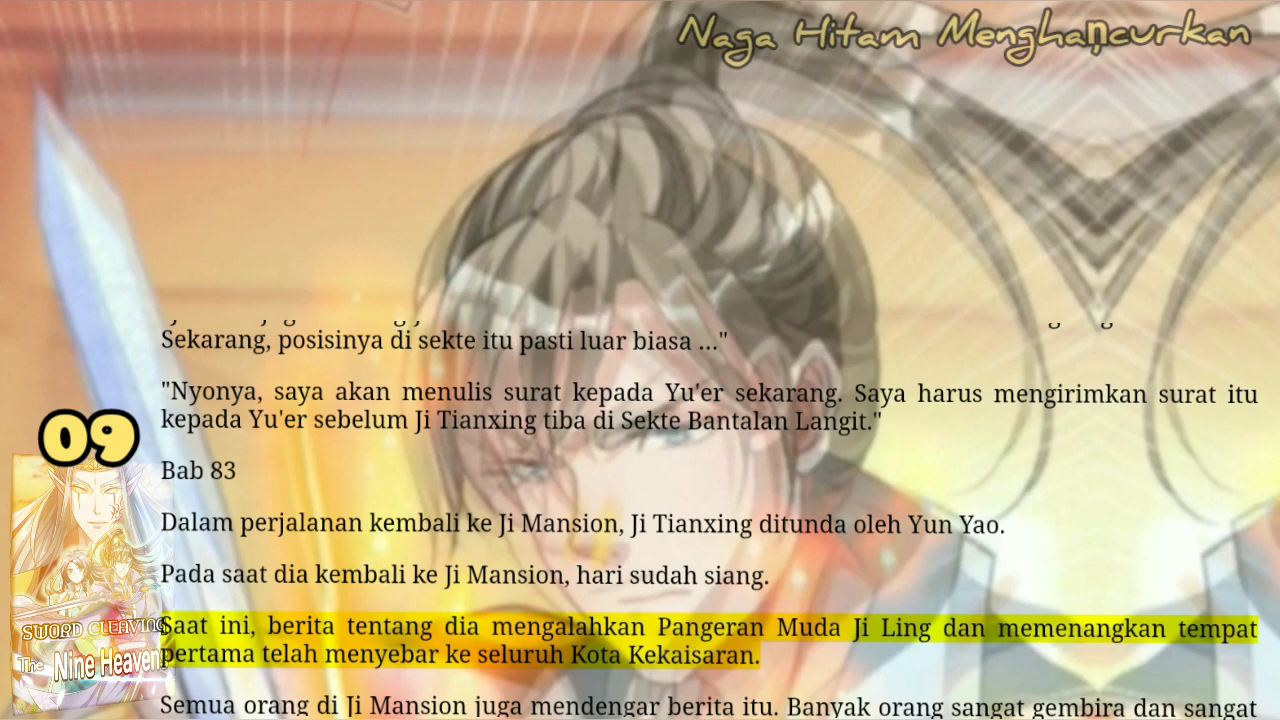 Naga Hitam Menghaņcurkan
Sekarang, posisinya di sekte itu pasti luar biasa ..."
"Nyonya, saya akan menulis surat kepada Yu'er sekarang. Saya harus mengirimkan surat itu
kepada Yu'er sebelum Ji Tianxing tiba di Sekte Bantalan Langit."
09
Bab 83
Dalam perjalanan kembali ke Ji Mansion, Ji Tianxing ditunda oleh Yun Yao.
Pada saat dia kembali ke Ji Mansion, hari sudah siang.
Saat ini, berita tentang dia mengalahkan Pangeran Muda Ji Ling dan memenangkan tempat
pertama telah menyebar ke seluruh Kota Kekaisaran.
SWORD CLEAVING
The Nine Heavens
Semua orang di Ji Mansion juga mendengar berita itu. Banyak orang sangat gembira dan sangat